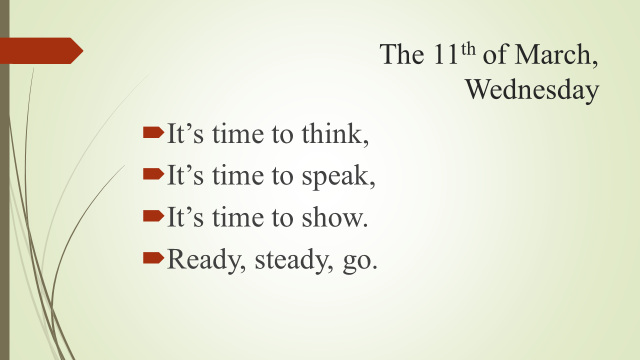 The 11th of March,
Wednesday
It’s time to think,
It’s time to speak,
It’s time to show.
Ready, steady, go.